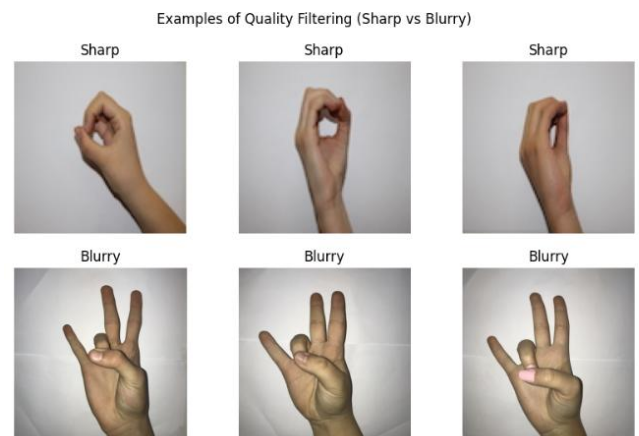 Examples of Quality Filtering (Sharp vs Blurry)
Sharp Sharp Sharp
Blurry Blurry Blurry